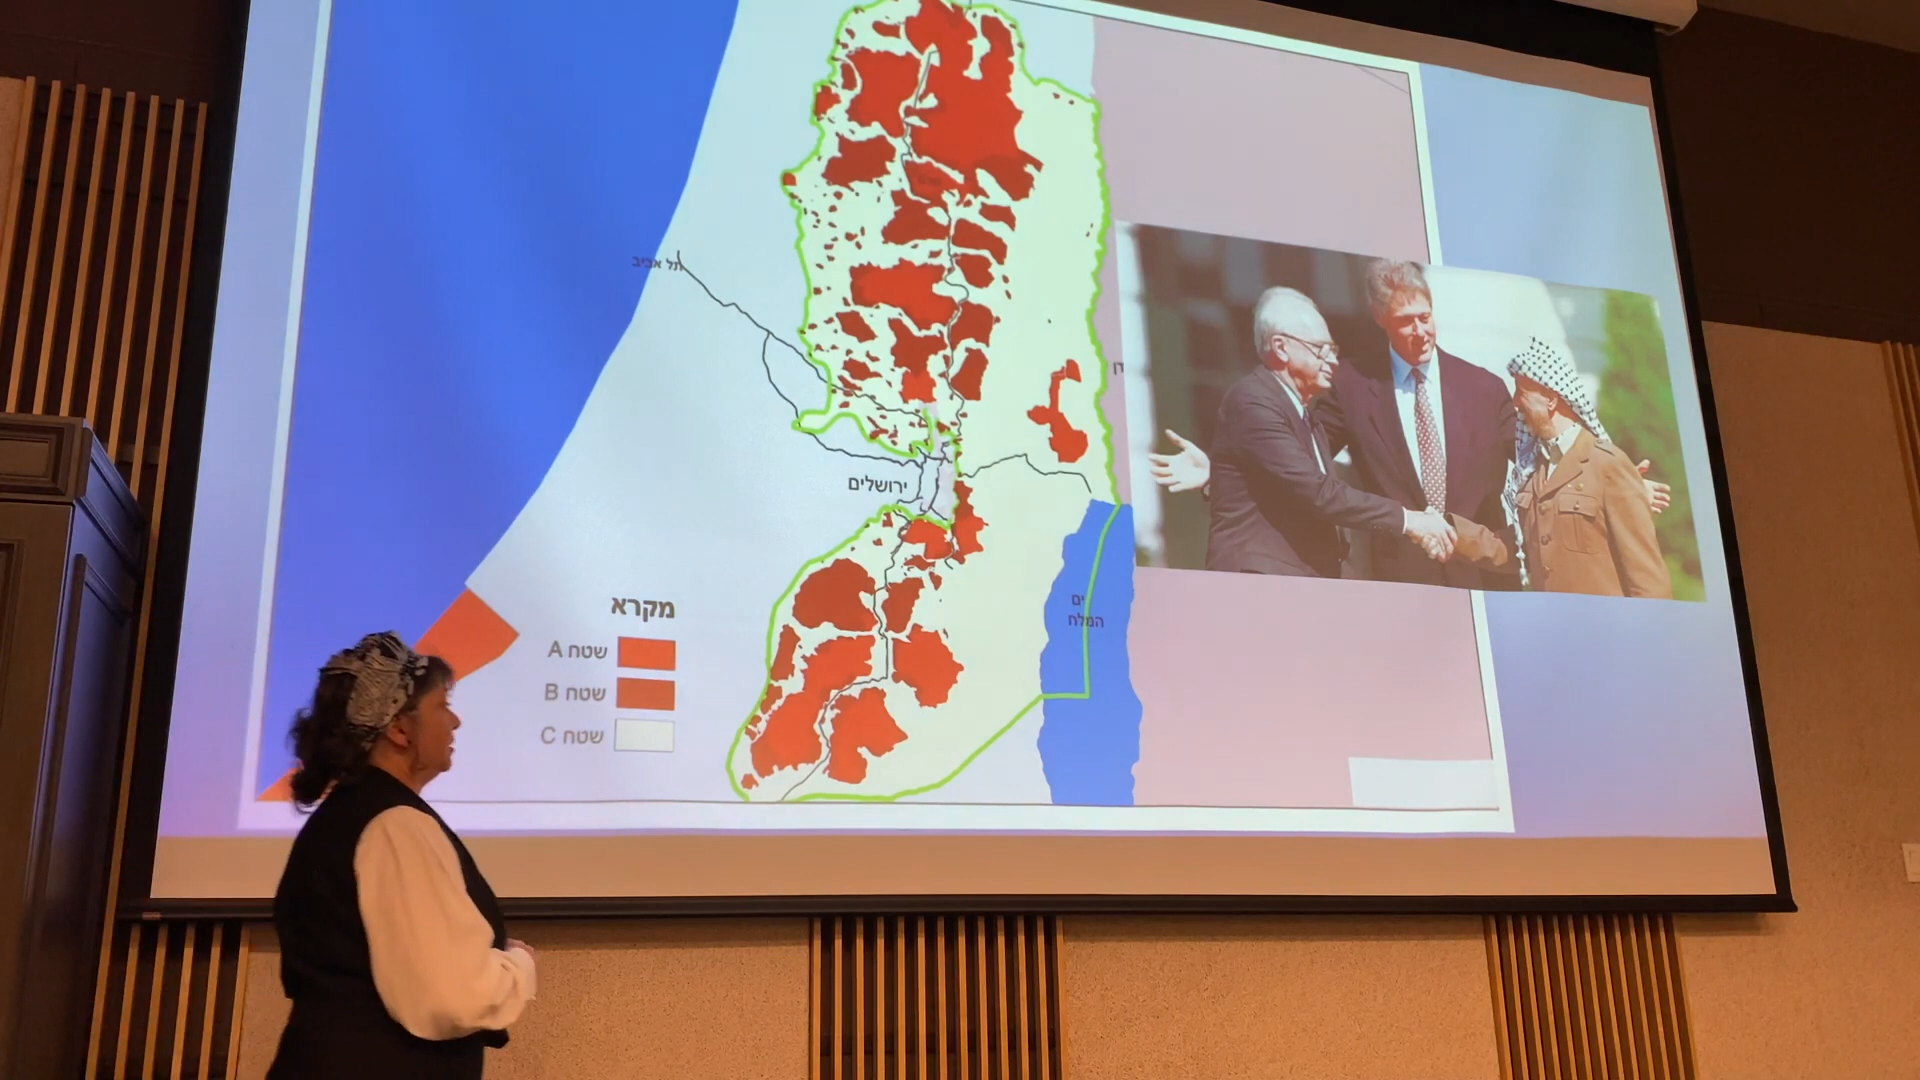 תל אביב
ירושלים
ים
המלח
מקרא
שטח A
שטח B
שטח C